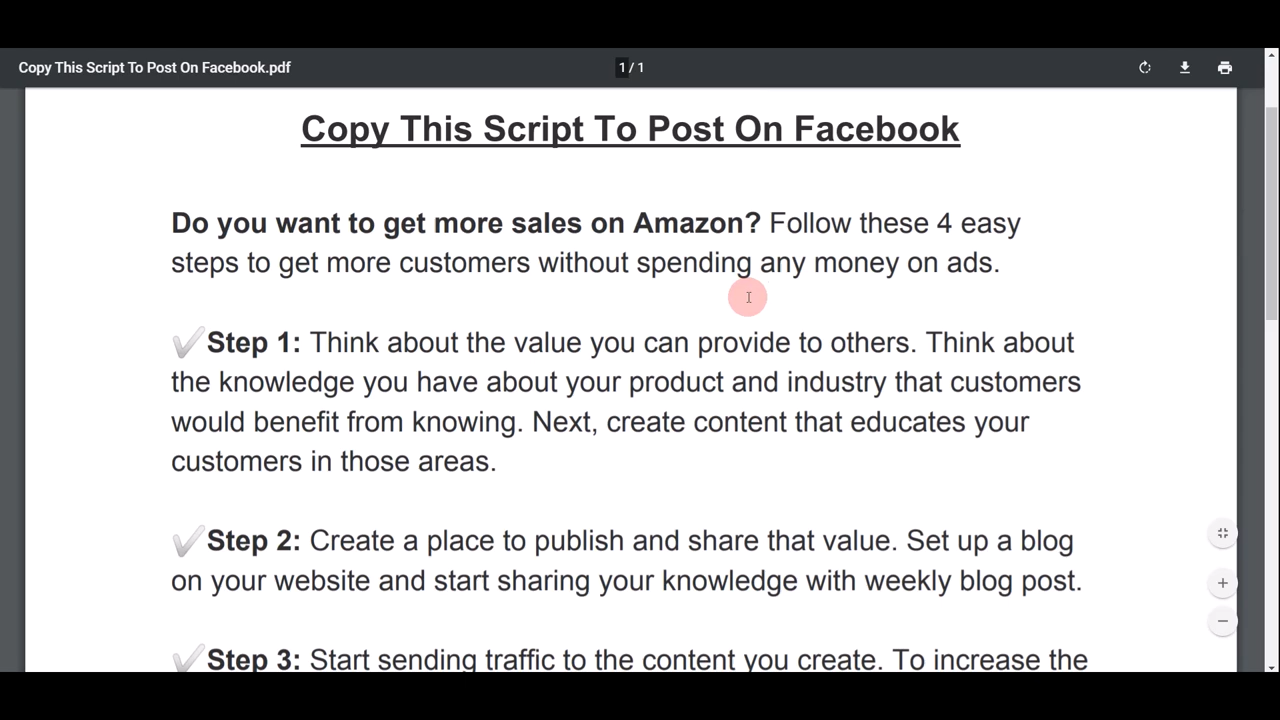 Copy This Script To Post On Facebook.pdf
1 / 1
Copy This Script To Post On Facebook
Do you want to get more sales on Amazon? Follow these 4 easy
steps to get more customers without spending any money on ads.
✔Step 1: Think about the value you can provide to others. Think about
the knowledge you have about your product and industry that customers
would benefit from knowing. Next, create content that educates your
customers in those areas.
✔Step 2: Create a place to publish and share that value. Set up a blog
on your website and start sharing your knowledge with weekly blog post.
✔Step 3: Start sending traffic to the content you create. To increase the